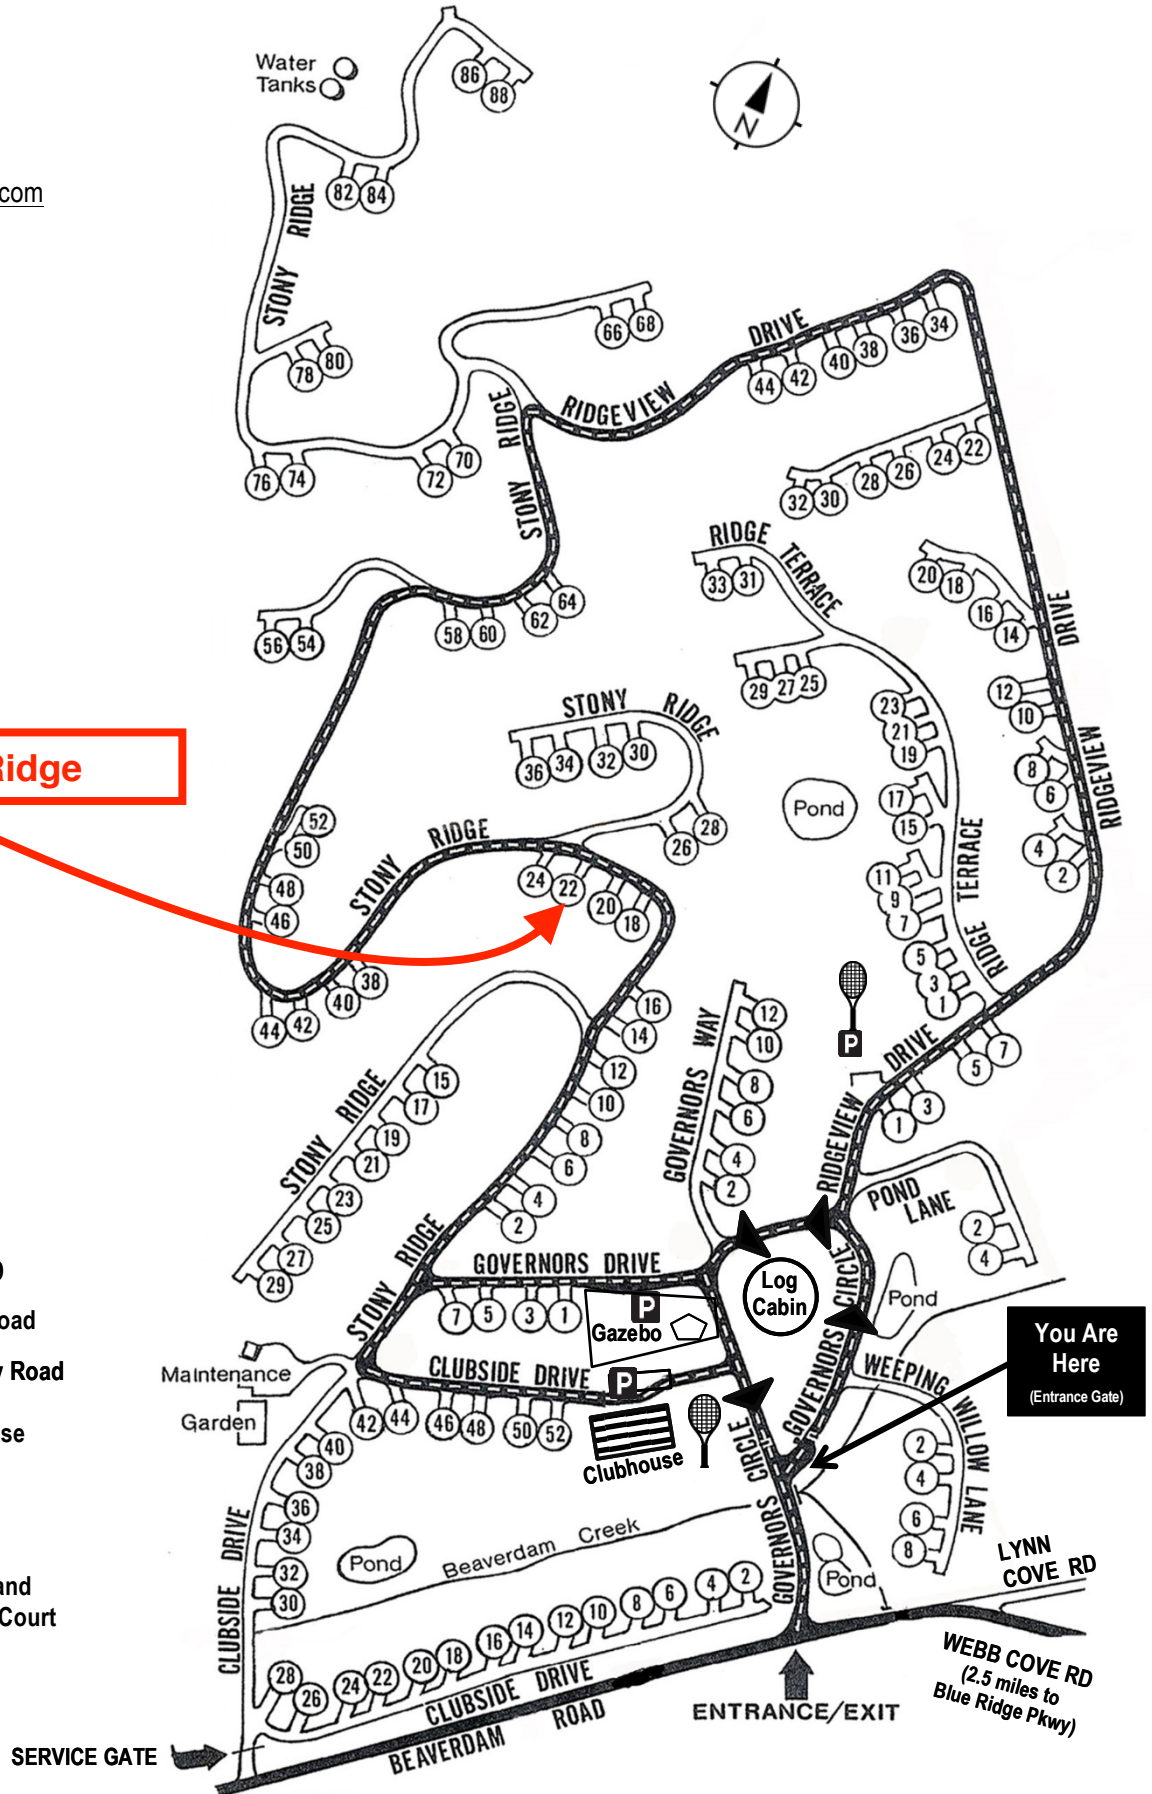 Water
Tanks
86
88
N
com
82
84
STONY RIDGE
66
68
78
80
DRIVE
34
36
38
40
42
44
RIDGEVIEW
STONY RIDGE
70
72
74
76
22
24
26
28
30
32
RIDGE TERRACE
33
31
20
18
16
14
DRIVE
64
62
60
58
56
54
29
27
25
12
10
8
6
4
2
RIDGEVIEW
23
21
19
17
15
11
9
7
5
3
1
RIDGE TERRACE
STONY RIDGE
36
34
32
30
28
26
Pond
Ridge
52
50
48
46
STONY RIDGE
24
22
20
18
44
42
40
38
16
14
12
10
8
6
4
2
P
GOVERNORS WAY
12
10
8
6
4
2
DRIVE
7
5
3
1
RIDGEVIEW
STONY RIDGE
15
17
19
21
23
25
27
29
POND
LANE
2
4
STONY RIDGE
GOVERNORS DRIVE
7
5
3
1
P
Gazebo
Log
Cabin
GOVERNORS CIRCLE
Pond
You Are
Here
(Entrance Gate)
oad
Road
se
and
Court
Maintenance
Garden
CLUBSIDE DRIVE
P
42
44
46
48
50
52
Clubhouse
GOVERNORS CIRCLE
WEEPING WILLOW LANE
2
4
6
8
40
38
36
34
32
30
CLUBSIDE DRIVE
Pond
Beaverdam Creek
Pond
LYNN
COVE RD
28
26
24
22
20
18
16
14
12
10
8
6
4
2
CLUBSIDE DRIVE
BEAVERDAM ROAD
ENTRANCE/EXIT
WEBB COVE RD
(2.5 miles to
Blue Ridge Pkwy)
SERVICE GATE